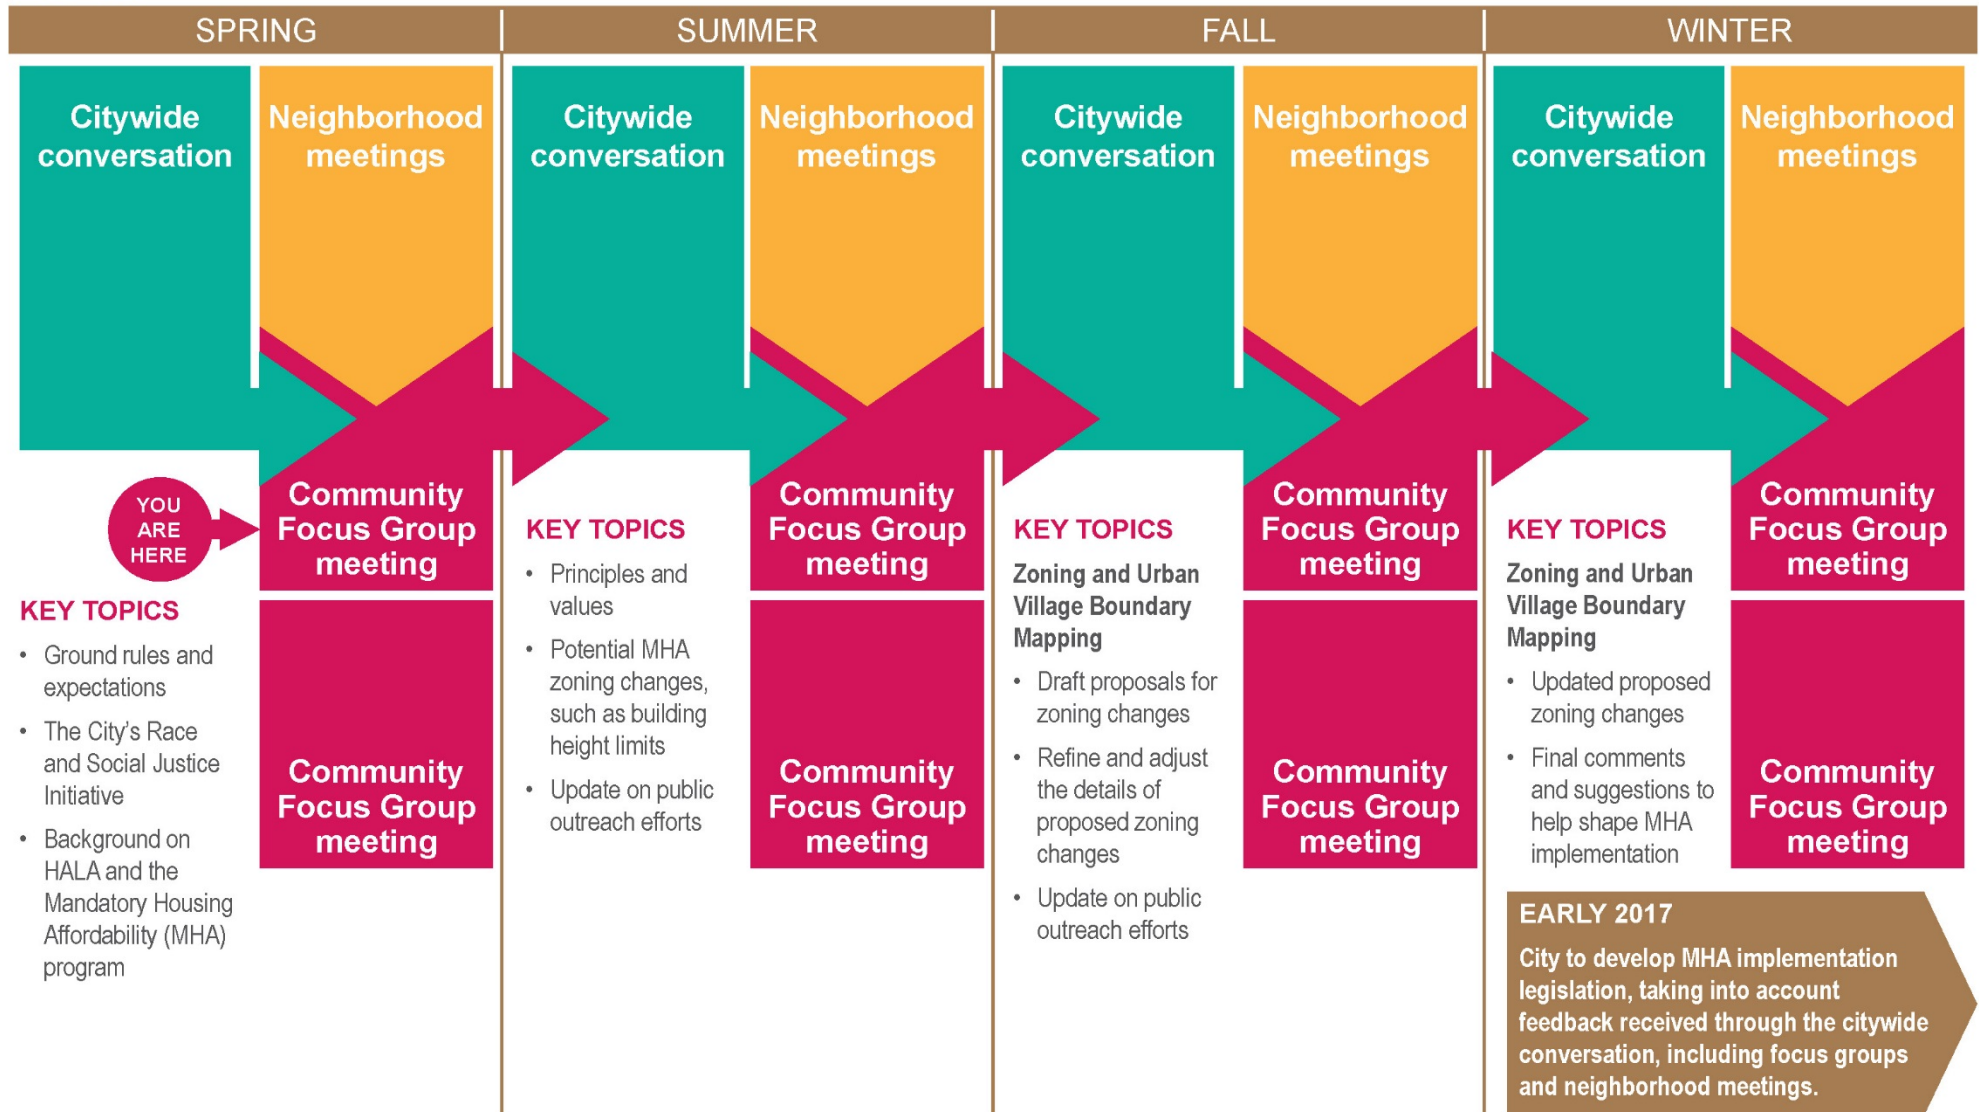 SPRING
Citywide
conversation
Neighborhood
meetings
YOU
ARE
HERE
Community
Focus Group
meeting
KEY TOPICS
• Ground rules and
expectations
• The City's Race
and Social Justice
Initiative
• Background on
HALA and the
Mandatory Housing
Affordability (MHA)
program
Community
Focus Group
meeting
SUMMER
Citywide
conversation
Neighborhood
meetings
KEY TOPICS
• Principles and
values
• Potential MHA
zoning changes,
such as building
height limits
• Update on public
outreach efforts
Community
Focus Group
meeting
Community
Focus Group
meeting
FALL
Citywide
conversation
Neighborhood
meetings
KEY TOPICS
Zoning and Urban
Village Boundary
Mapping
• Draft proposals for
zoning changes
• Refine and adjust
the details of
proposed zoning
changes
• Update on public
outreach efforts
Community
Focus Group
meeting
Community
Focus Group
meeting
WINTER
Citywide
conversation
Neighborhood
meetings
KEY TOPICS
Zoning and Urban
Village Boundary
Mapping
• Updated proposed
zoning changes
• Final comments
and suggestions to
help shape MHA
implementation
Community
Focus Group
meeting
Community
Focus Group
meeting
EARLY 2017
City to develop MHA implementation
legislation, taking into account
feedback received through the citywide
conversation, including focus groups
and neighborhood meetings.